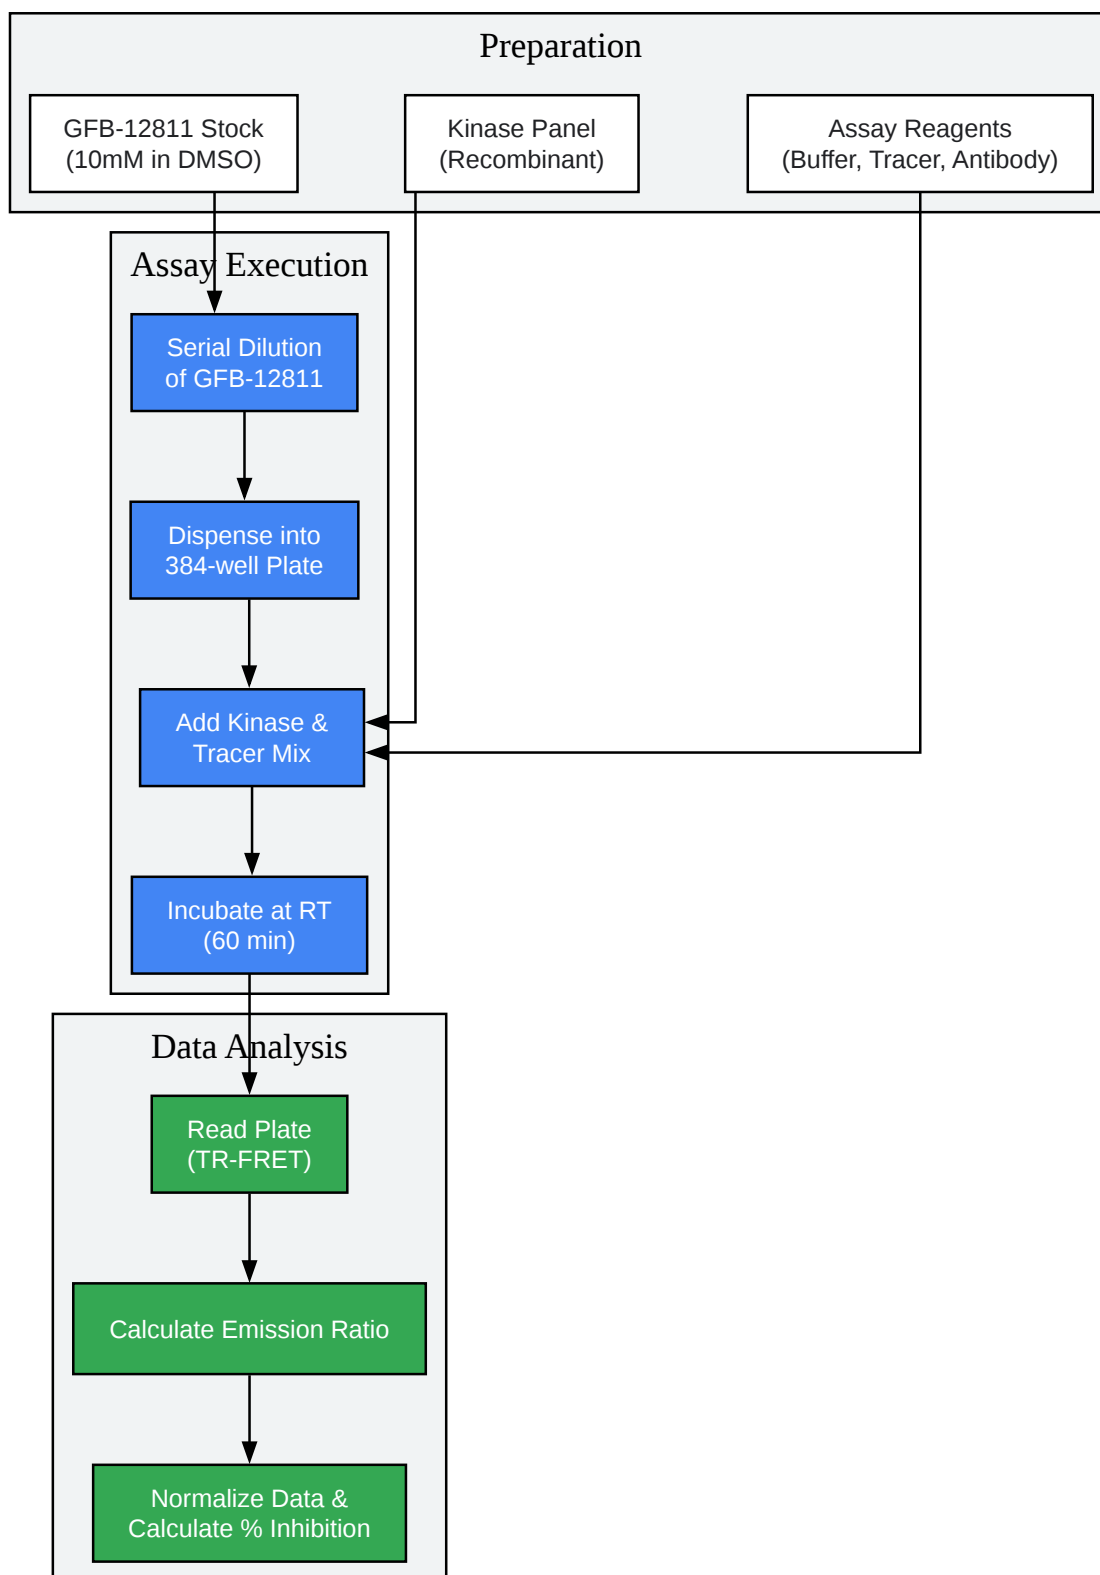 Preparation
GFB-12811 Stock
(10mM in DMSO)
Kinase Panel
(Recombinant)
Assay Reagents
(Buffer, Tracer, Antibody)
Assay Execution
Serial Dilution
of GFB-12811
Dispense into
384-well Plate
Add Kinase &
Tracer Mix
Incubate at RT
(60 min)
Data Analysis
Read Plate
(TR-FRET)
Calculate Emission Ratio
Normalize Data &
Calculate % Inhibition